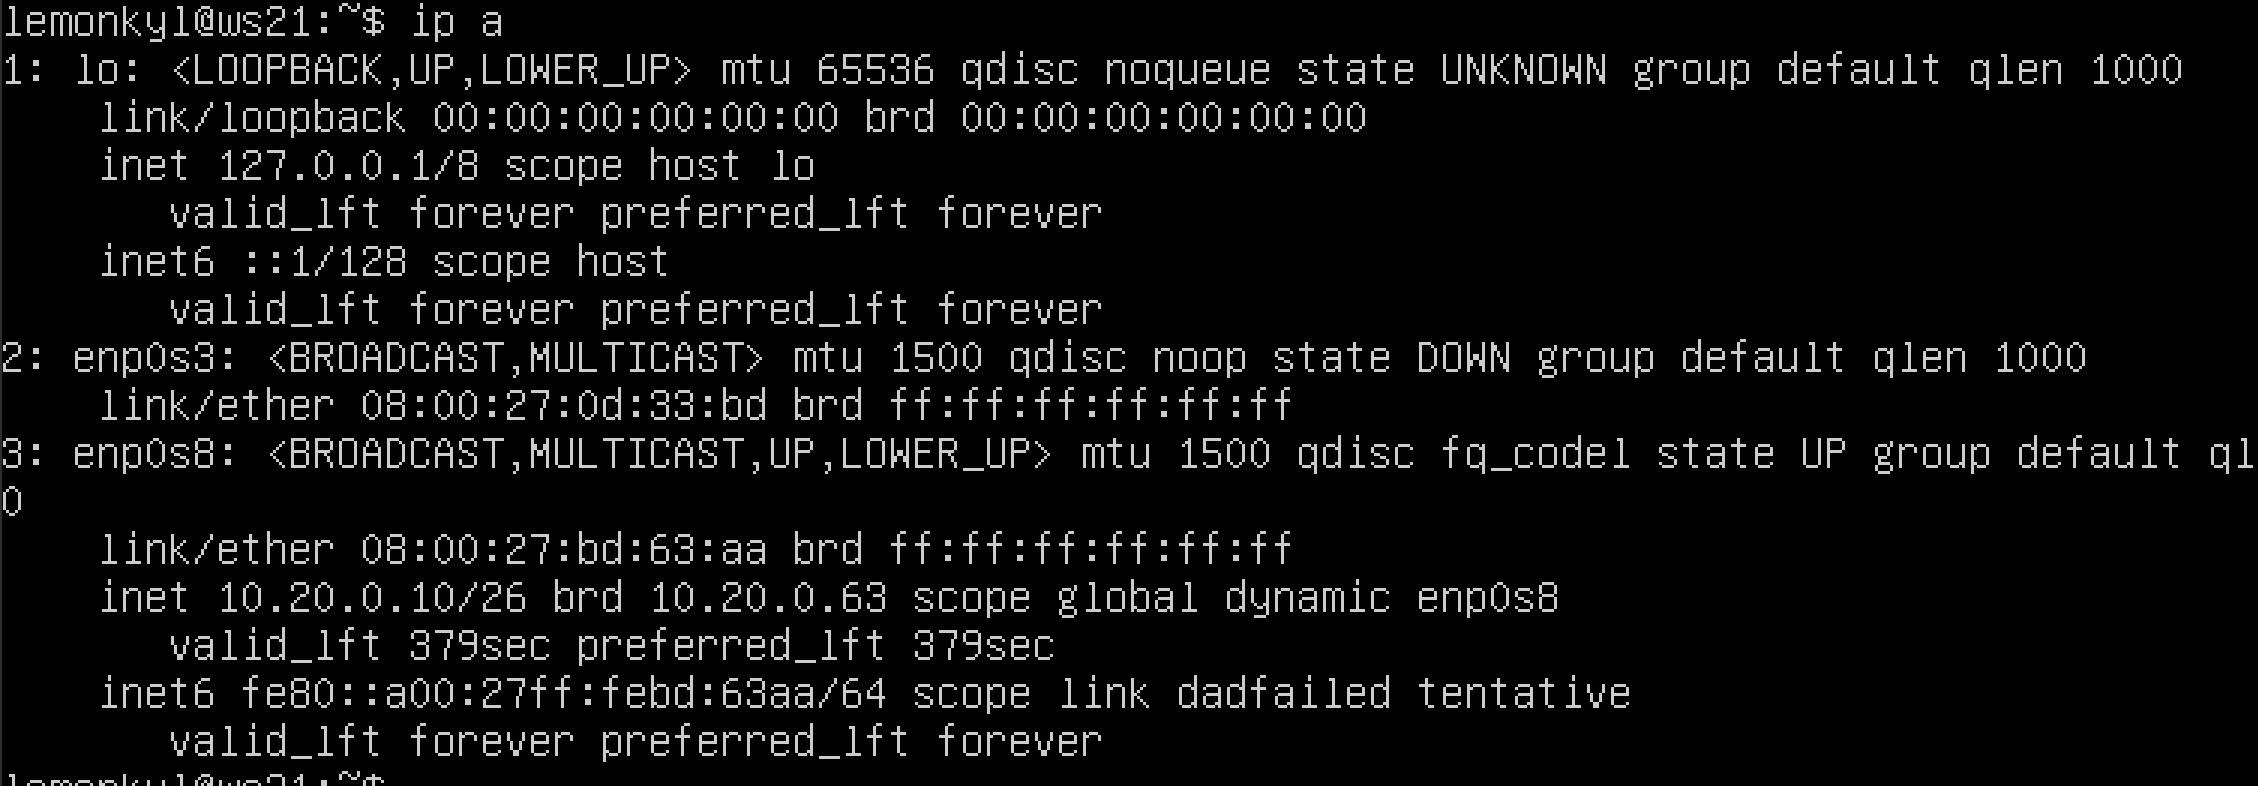 lemonkyl@ws21:~$ ip a
1: lo: <LOOPBACK,UP,LOWER_UP> mtu 65536 qdisc noqueue state UNKNOWN group default qlen 1000
    link/loopback 00:00:00:00:00:00 brd 00:00:00:00:00:00
    inet 127.0.0.1/8 scope host lo
       valid_lft forever preferred_lft forever
    inet6 ::1/128 scope host
       valid_lft forever preferred_lft forever
2: enp0s3: <BROADCAST,MULTICAST> mtu 1500 qdisc noop state DOWN group default qlen 1000
    link/ether 08:00:27:0d:33:bd brd ff:ff:ff:ff:ff:ff
3: enp0s8: <BROADCAST,MULTICAST,UP,LOWER_UP> mtu 1500 qdisc fq_codel state UP group default ql
0
    link/ether 08:00:27:bd:63:aa brd ff:ff:ff:ff:ff:ff
    inet 10.20.0.10/26 brd 10.20.0.63 scope global dynamic enp0s8
       valid_lft 379sec preferred_lft 379sec
    inet6 fe80::a00:27ff:febd:63aa/64 scope link dadfailed tentative
       valid_lft forever preferred_lft forever
lemonkyl@ws21:~$